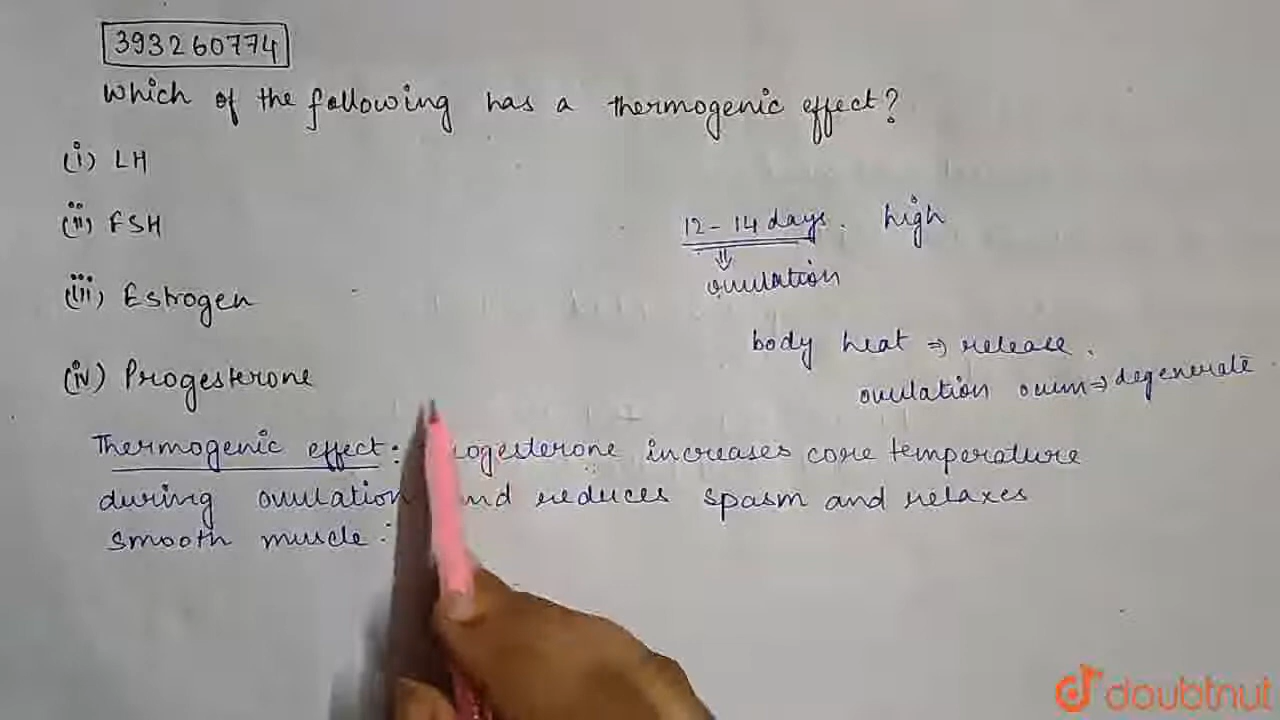 393260774
Which of the following has a thermogenic effect?
(i) LH
(ii) FSH
(iii) Estrogen
(iv) Progesterone
12-14 days. high
⇓
ovulation
body heat ⇒ release.
ovulation ovum ⇒ degenerate.
Thermogenic effect: rogesterone increases core temperature
during ovulation nd reduces spasm and relaxes
smooth muscle:
doubtnut